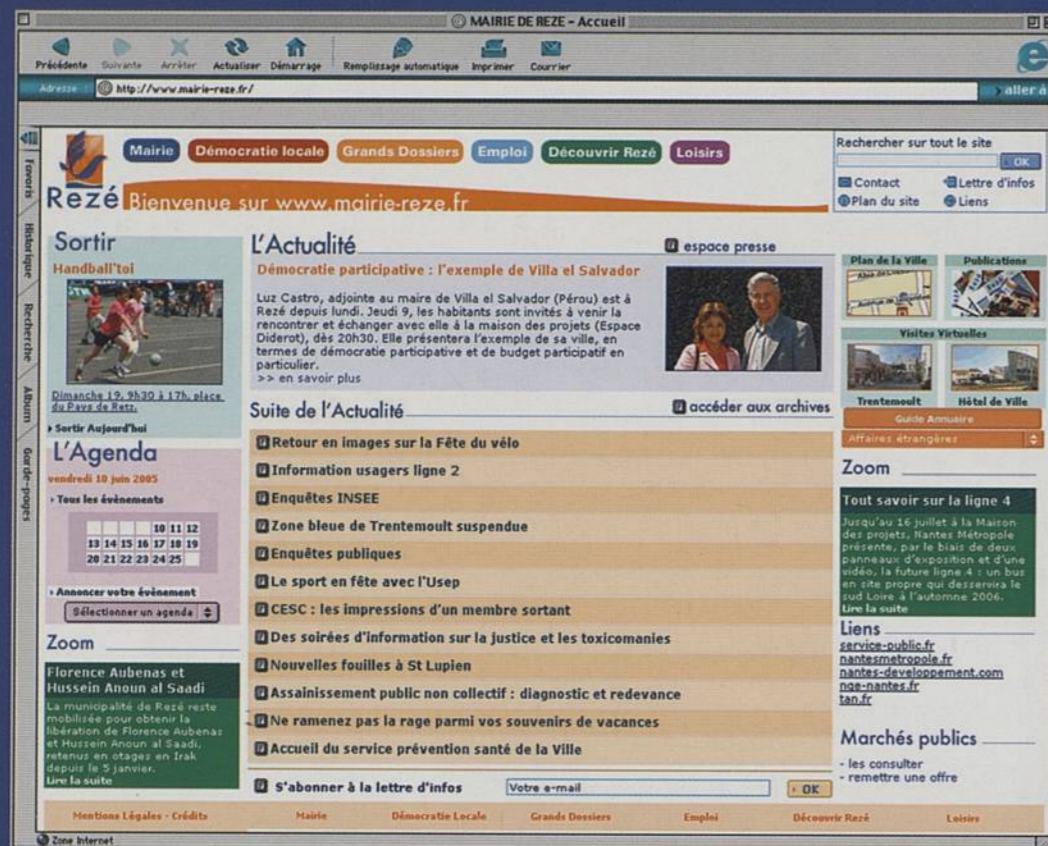 MAIRIE DE REZE - Accueil
Précédente Suivante Arrêter Actualiser Démarrage Remplissage automatique Imprimer Courrier
Adresse : http://www.mairie-reze.fr/ aller à
Favoris
Historique
Recherche
Album
Garde-pages
Rezé
Mairie Démocratie locale Grands Dossiers Emploi Découvrir Rezé Loisirs
Bienvenue sur www.mairie-reze.fr
Rechercher sur tout le site
OK
Contact Lettre d'infos
Plan du site Liens
Sortir
Handball'toi
Dimanche 19, 9h30 à 17h, place
du Pays de Retz.
Sortir Aujourd'hui
L'Agenda
vendredi 10 juin 2005
Tous les évènements
10 11 12
13 14 15 16 17 18 19
20 21 22 23 24 25
Annoncer votre évènement
Sélectionner un agenda
Zoom
Florence Aubenas et
Hussein Anoun al Saadi
La municipalité de Rezé reste
mobilisée pour obtenir la
libération de Florence Aubenas
et Hussein Anoun al Saadi,
retenus en otages en Irak
depuis le 5 janvier.
Lire la suite
L'Actualité
espace presse
Démocratie participative : l'exemple de Villa el Salvador
Luz Castro, adjointe au maire de Villa el Salvador (Pérou) est à
Rezé depuis lundi. Jeudi 9, les habitants sont invités à venir la
rencontrer et échanger avec elle à la maison des projets (Espace
Diderot), dès 20h30. Elle présentera l'exemple de sa ville, en
termes de démocratie participative et de budget participatif en
particulier.
>> en savoir plus
Suite de l'Actualité
accéder aux archives
Retour en images sur la Fête du vélo
Information usagers ligne 2
Enquêtes INSEE
Zone bleue de Trentemoult suspendue
Enquêtes publiques
Le sport en fête avec l'Usep
CESC : les impressions d'un membre sortant
Des soirées d'information sur la justice et les toxicomanies
Nouvelles fouilles à St Lupien
Assainissement public non collectif : diagnostic et redevance
Ne ramenez pas la rage parmi vos souvenirs de vacances
Accueil du service prévention santé de la Ville
S'abonner à la lettre d'infos Votre e-mail OK
Plan de la Ville Publications
Visites Virtuelles
Trentemoult Hôtel de Ville
Guide Annuaire
Affaires étrangères
Zoom
Tout savoir sur la ligne 4
Jusqu'au 16 juillet à la Maison
des projets, Nantes Métropole
présente, par le biais de deux
panneaux d'exposition et d'une
vidéo, la future ligne 4 : un bus
en site propre qui desservira le
sud Loire à l'automne 2006.
Lire la suite
Liens
service-public.fr
nantesmetropole.fr
nantes-developpement.com
nge-nantes.fr
tan.fr
Marchés publics
- les consulter
- remettre une offre
Mentions Légales - Crédits Mairie Démocratie Locale Grands Dossiers Emploi Découvrir Rezé Loisirs
Zone Internet